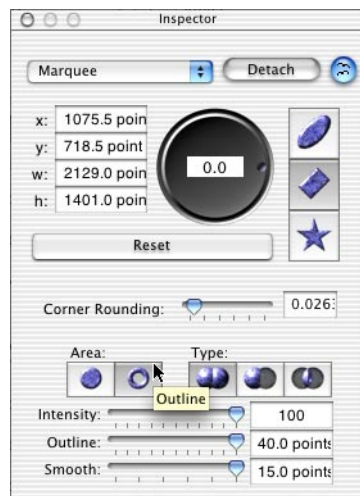 Inspector
Marquee
Detach
x: 1075.5 poin
y: 718.5 point
w: 2129.0 poin
h: 1401.0 poin
0.0
Reset
Corner Rounding: 0.026
Area: Type:
Outline
Intensity: 100
Outline: 40.0 points
Smooth: 15.0 points